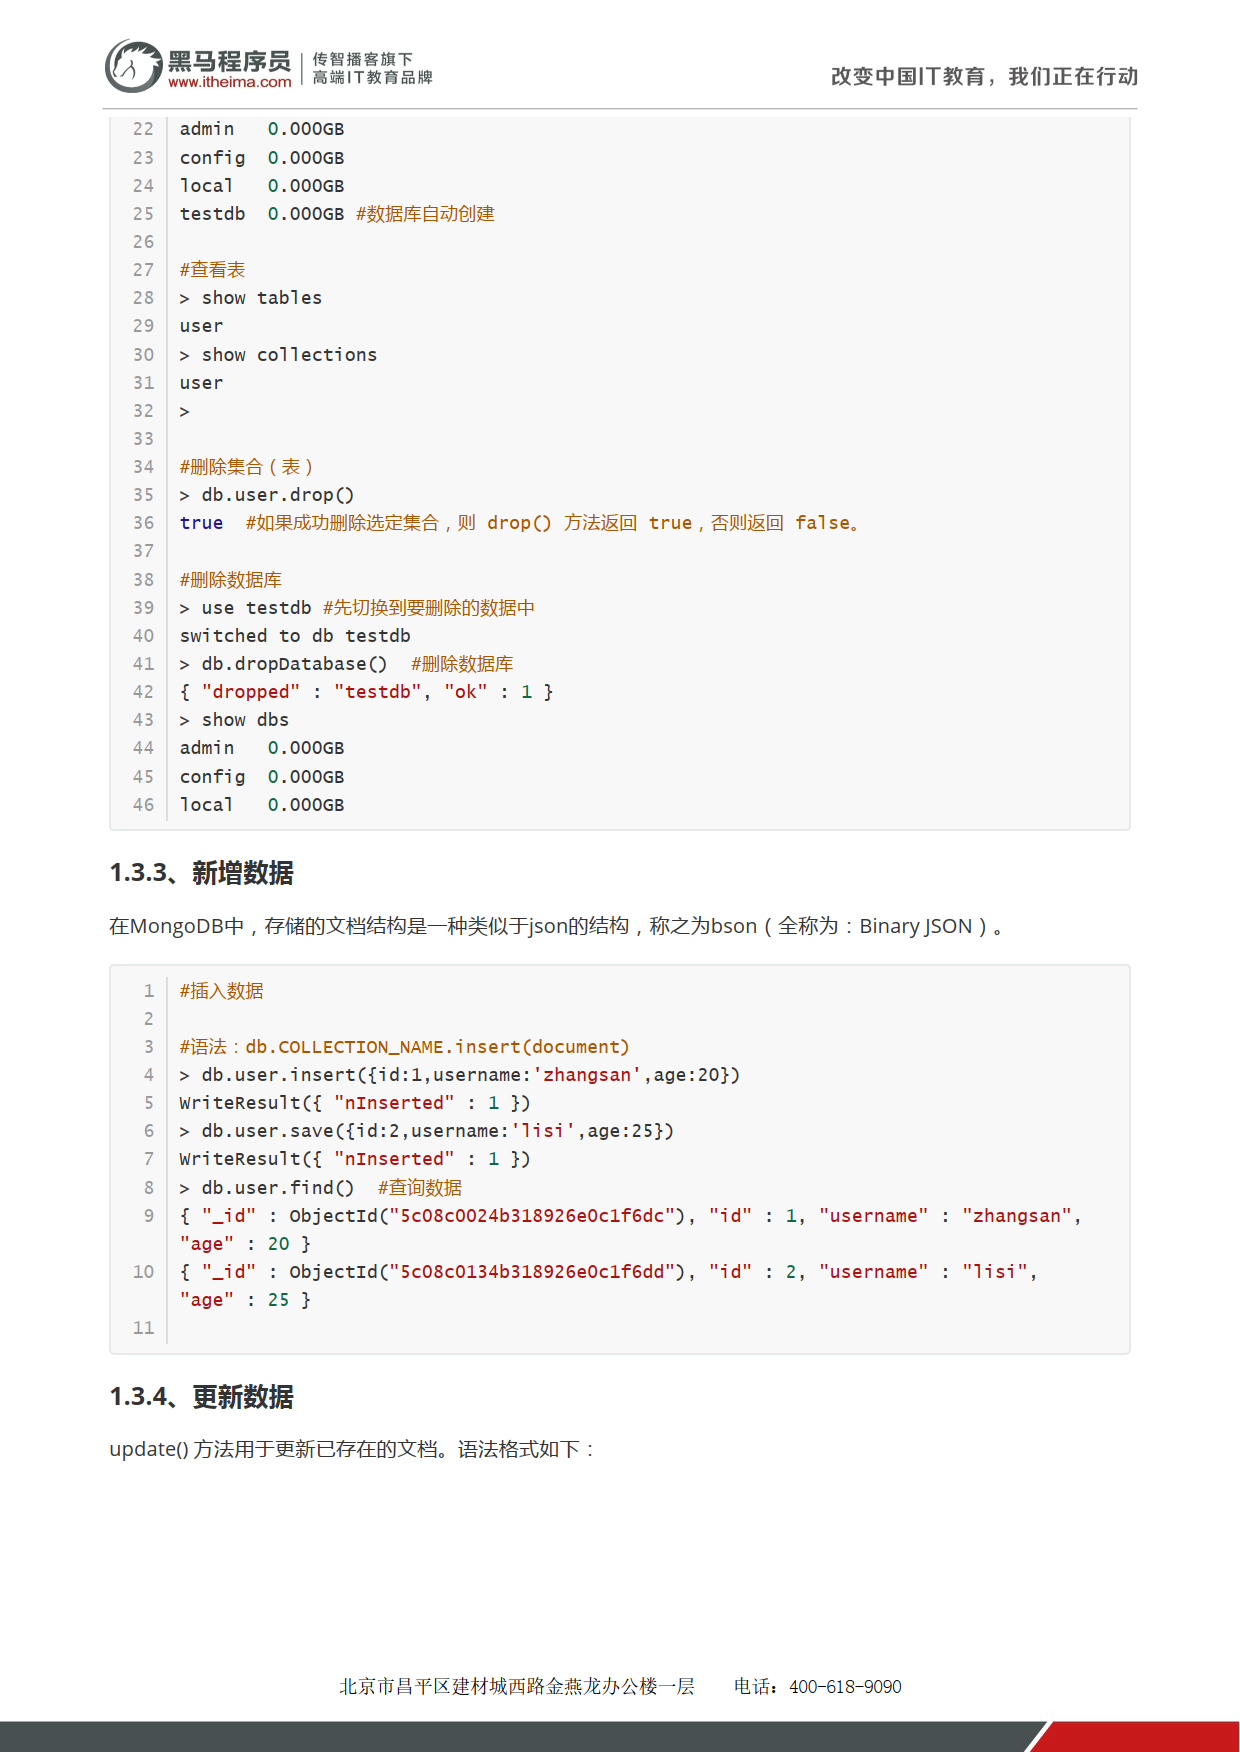 黑马程序员
www.itheima.com
传智播客旗下
高端IT教育品牌
改变中国IT教育，我们正在行动
22 admin   0.000GB
23 config  0.000GB
24 local   0.000GB
25 testdb  0.000GB #数据库自动创建
26
27 #查看表
28 > show tables
29 user
30 > show collections
31 user
32 >
33
34 #删除集合（表）
35 > db.user.drop()
36 true  #如果成功删除选定集合，则 drop() 方法返回 true，否则返回 false。
37
38 #删除数据库
39 > use testdb #先切换到要删除的数据中
40 switched to db testdb
41 > db.dropDatabase()  #删除数据库
42 { "dropped" : "testdb", "ok" : 1 }
43 > show dbs
44 admin   0.000GB
45 config  0.000GB
46 local   0.000GB
1.3.3、新增数据
在MongoDB中，存储的文档结构是一种类似于json的结构，称之为bson（全称为：Binary JSON）。
1 #插入数据
2
3 #语法：db.COLLECTION_NAME.insert(document)
4 > db.user.insert({id:1,username:'zhangsan',age:20})
5 WriteResult({ "nInserted" : 1 })
6 > db.user.save({id:2,username:'lisi',age:25})
7 WriteResult({ "nInserted" : 1 })
8 > db.user.find()  #查询数据
9 { "_id" : ObjectId("5c08c0024b318926e0c1f6dc"), "id" : 1, "username" : "zhangsan",
"age" : 20 }
10 { "_id" : ObjectId("5c08c0134b318926e0c1f6dd"), "id" : 2, "username" : "lisi",
"age" : 25 }
11
1.3.4、更新数据
update() 方法用于更新已存在的文档。语法格式如下：
北京市昌平区建材城西路金燕龙办公楼一层    电话：400-618-9090